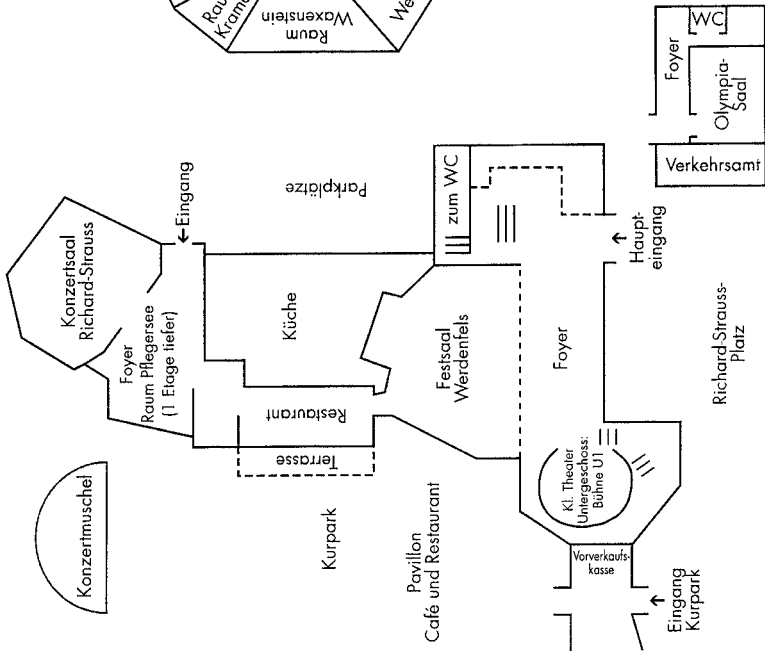 Raum
Waxenstein
WC
Foyer
Olympia-
Saal
Verkehrsamt
Parkplätze
zum WC
Eingang
Konzertsaal
Richard-Strauss
Foyer
Raum Pflegersee
(1 Etage tiefer)
Küche
Restaurant
Terrasse
Festsaal
Werdenfels
Foyer
Haupt-
eingang
Richard-Strauss-
Platz
Konzertmuschel
Kurpark
Pavillon
Café und Restaurant
Kl. Theater
Untergeschoss:
Bühne U1
Vorverkaufs-
kasse
Eingang
Kurpark